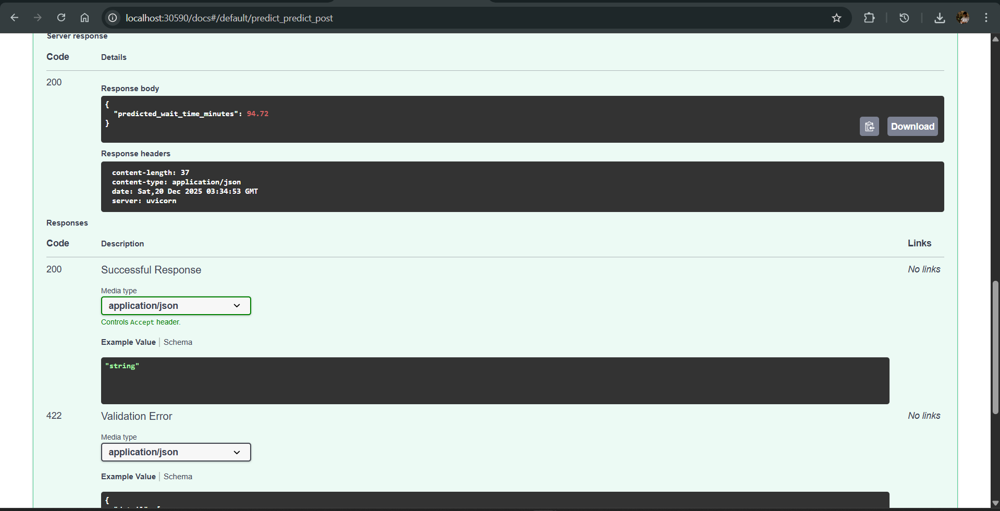 localhost:30590/docs#/default/predict_predict_post
Server response
Code Details
200
Response body
{
"predicted_wait_time_minutes": 94.72
}
Download
Response headers
content-length: 37
content-type: application/json
date: Sat,20 Dec 2025 03:34:53 GMT
server: uvicorn
Responses
Code Description Links
200 Successful Response No links
Media type
application/json
Controls Accept header.
Example Value Schema
"string"
422 Validation Error No links
Media type
application/json
Example Value Schema
{